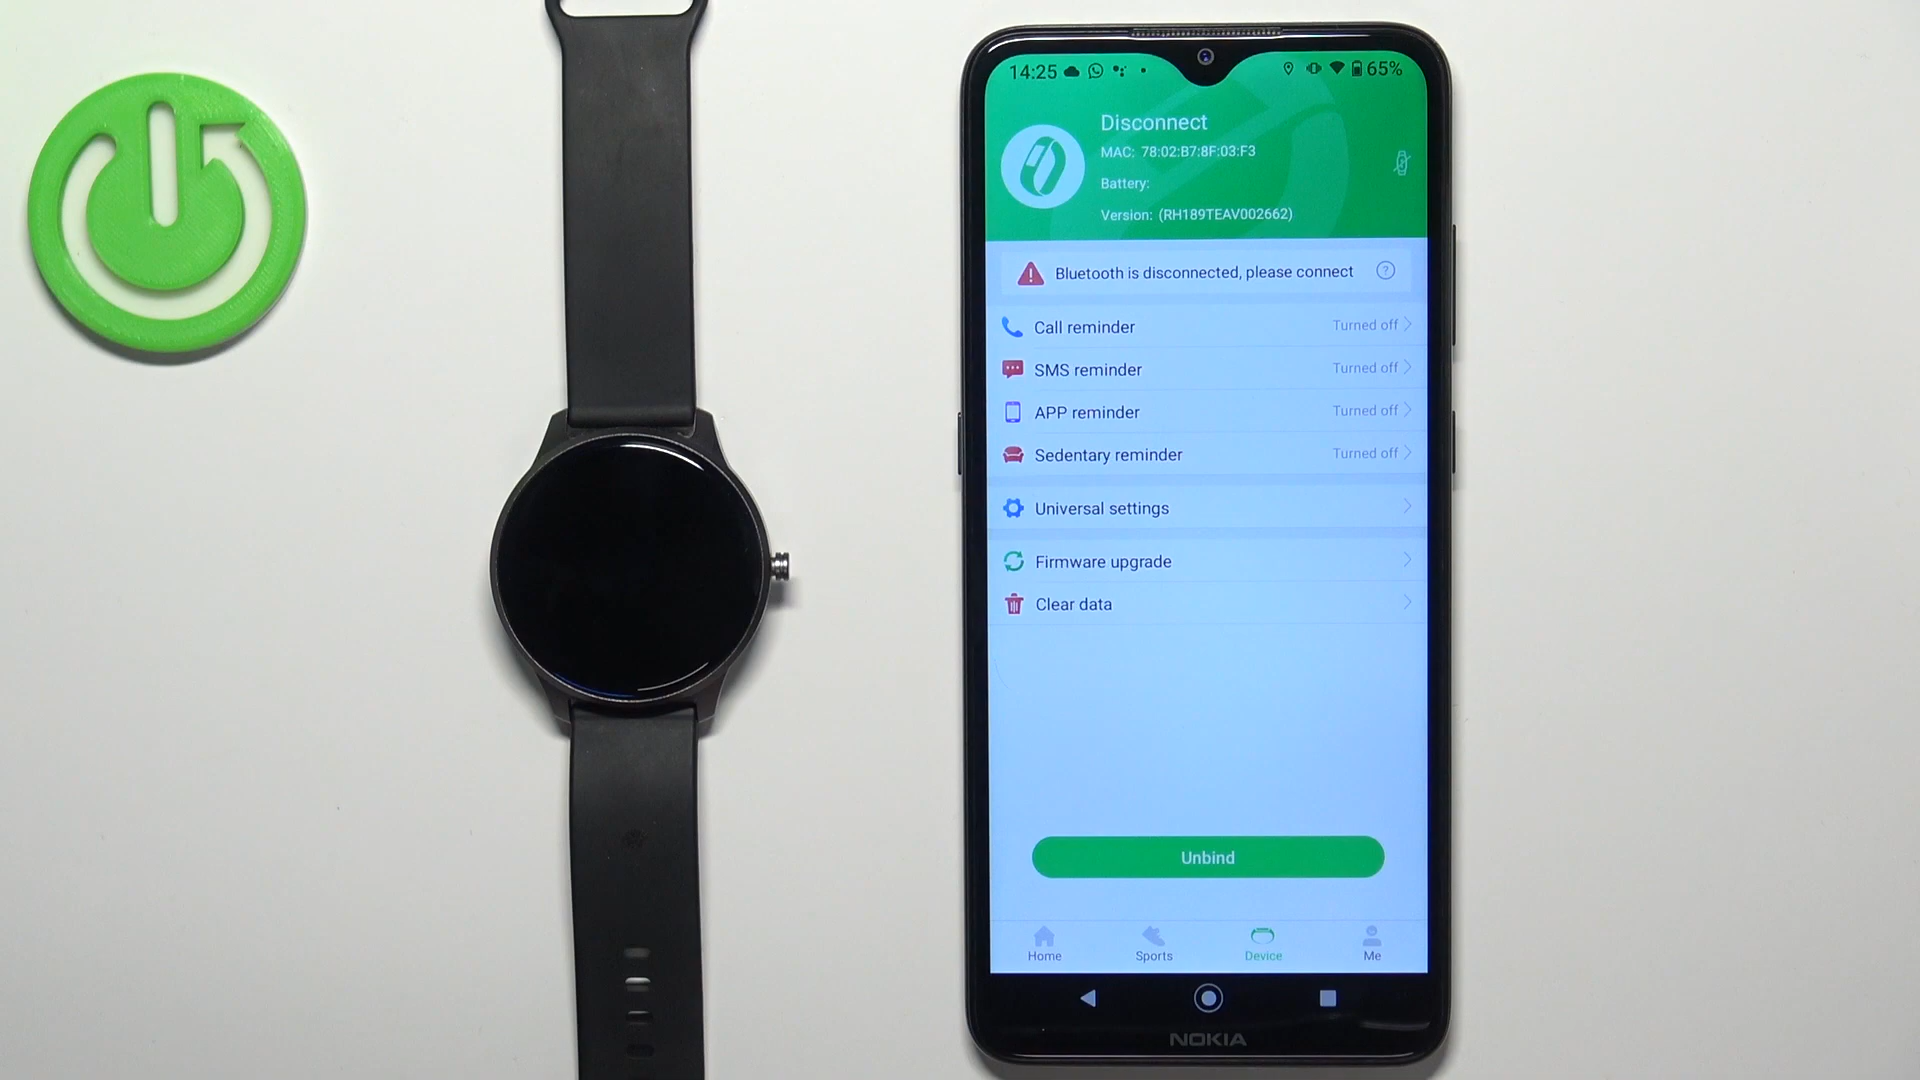 14:25
65%
Disconnect
MAC: 78:02:B7:8F:03:F3
Battery:
Version: (RH189TEAV002662)
Bluetooth is disconnected, please connect ?
Call reminder Turned off
SMS reminder Turned off
APP reminder Turned off
Sedentary reminder Turned off
Universal settings
Firmware upgrade
Clear data
Unbind
Home Sports Device Me
NOKIA